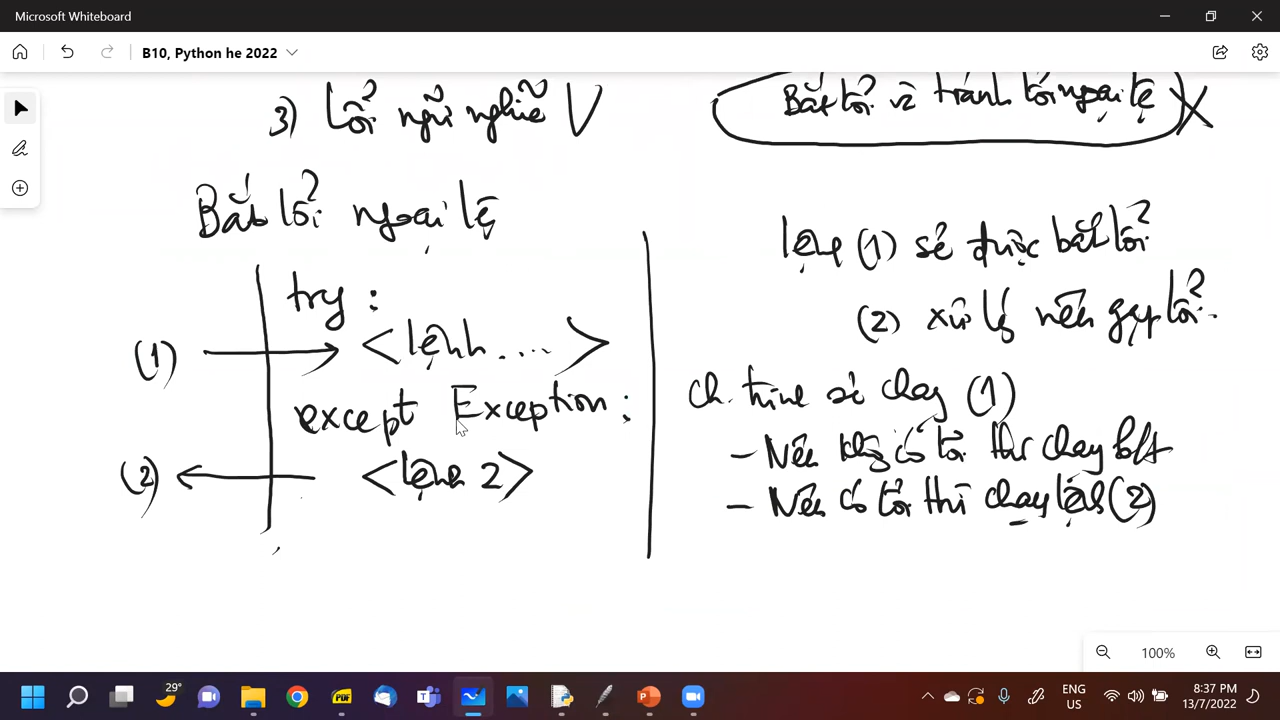 Microsoft Whiteboard
B10, Python he 2022
3) Lỗi ngữ nghĩa V
Bắt lỗi và tránh lỗi ngoại lệ X
Bắt lỗi ngoại lệ
try :
(1) <lệnh ....>
except Exception :
(2) <lệnh 2>
lệnh (1) sẽ được bắt lỗi
(2) xử lý nếu gặp lỗi.
Ch. trình sẽ chạy (1)
- Nếu không có lỗi thì chạy bt
- Nếu có lỗi thì chạy lệnh (2)
100%
29°
ENG
US
8:37 PM
13/7/2022